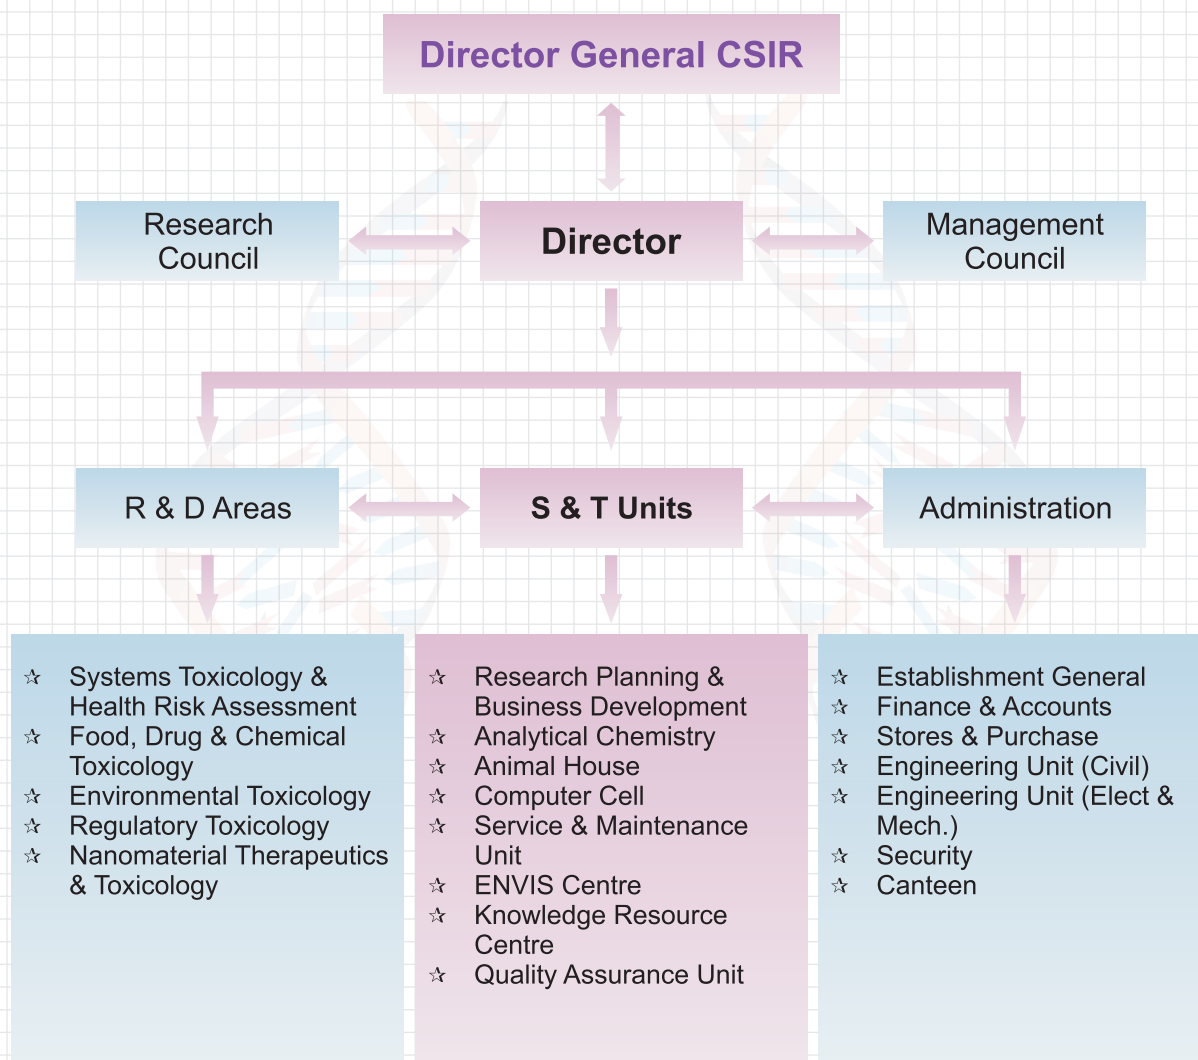 Director General CSIR
Research
Council
Director
Management
Council
R & D Areas
S & T Units
Administration
☆ Systems Toxicology &
Health Risk Assessment
☆ Food, Drug & Chemical
Toxicology
☆ Environmental Toxicology
☆ Regulatory Toxicology
☆ Nanomaterial Therapeutics
& Toxicology
☆ Research Planning &
Business Development
☆ Analytical Chemistry
☆ Animal House
☆ Computer Cell
☆ Service & Maintenance
Unit
☆ ENVIS Centre
☆ Knowledge Resource
Centre
☆ Quality Assurance Unit
☆ Establishment General
☆ Finance & Accounts
☆ Stores & Purchase
☆ Engineering Unit (Civil)
☆ Engineering Unit (Elect &
Mech.)
☆ Security
☆ Canteen